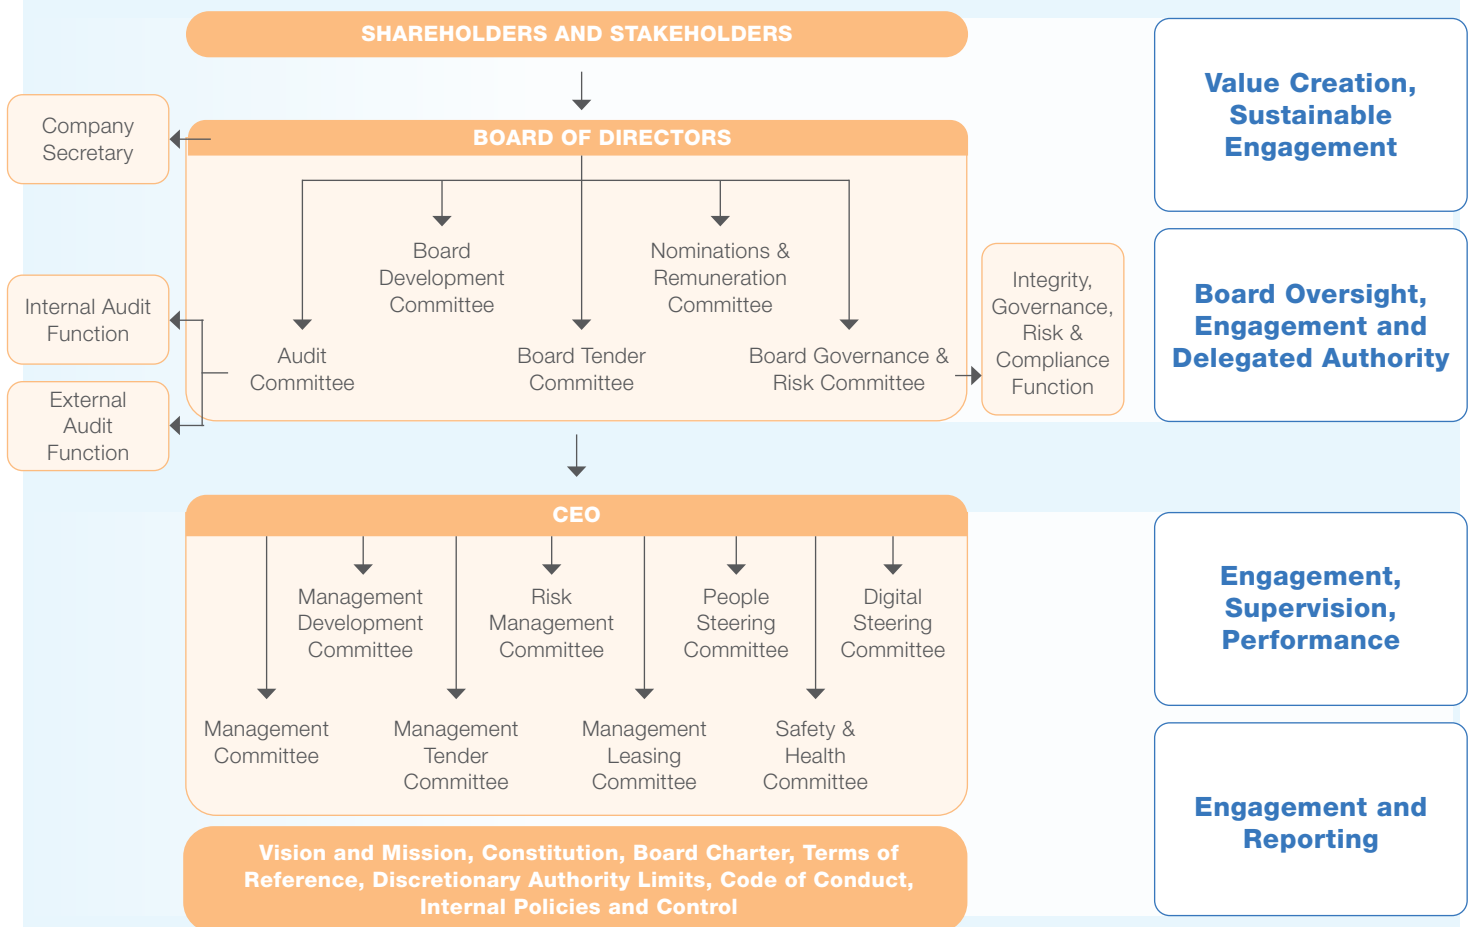 SHAREHOLDERS AND STAKEHOLDERS
Value Creation,
Sustainable
Engagement
Company
Secretary
BOARD OF DIRECTORS
Board
Development
Committee
Nominations &
Remuneration
Committee
Audit
Committee
Board Tender
Committee
Board Governance &
Risk Committee
Internal Audit
Function
External
Audit
Function
Integrity,
Governance,
Risk &
Compliance
Function
Board Oversight,
Engagement and
Delegated Authority
CEO
Management
Development
Committee
Risk
Management
Committee
People
Steering
Committee
Digital
Steering
Committee
Management
Committee
Management
Tender
Committee
Management
Leasing
Committee
Safety &
Health
Committee
Engagement,
Supervision,
Performance
Engagement and
Reporting
Vision and Mission, Constitution, Board Charter, Terms of
Reference, Discretionary Authority Limits, Code of Conduct,
Internal Policies and Control